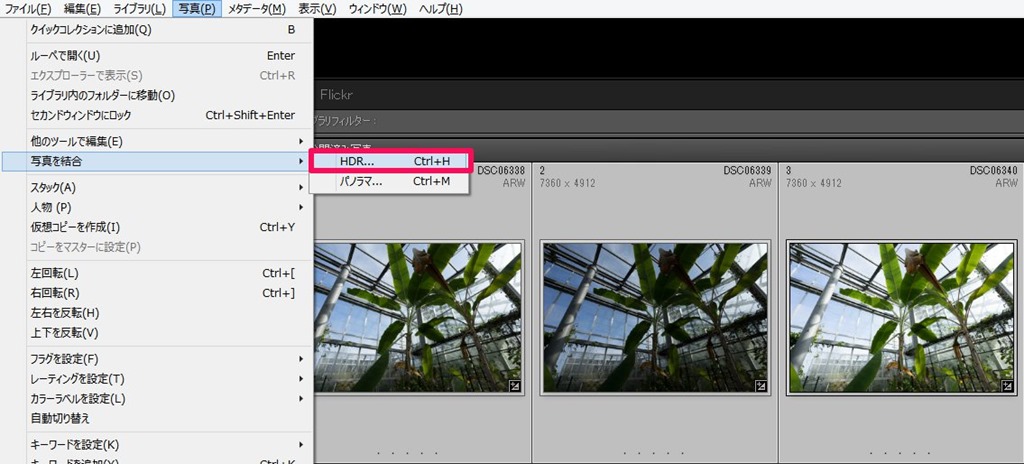 ファイル(F) 編集(E) ライブラリ(L) 写真(P) メタデータ(M) 表示(V) ウィンドウ(W) ヘルプ(H)
クイックコレクションに追加(Q) B
ルーペで開く(U) Enter
エクスプローラーで表示(S) Ctrl+R
ライブラリ内のフォルダーに移動(O)
セカンドウィンドウにロック Ctrl+Shift+Enter
他のツールで編集(E)
写真を結合
スタック(A)
人物 (P)
仮想コピーを作成(I) Ctrl+Y
コピーをマスターに設定(P)
左回転(L) Ctrl+[
右回転(R) Ctrl+]
左右を反転(H)
上下を反転(V)
フラグを設定(F)
レーティングを設定(T)
カラーラベルを設定(L)
自動切り替え
キーワードを設定(K)
キーワードを追加(Y) Ctrl+K
HDR... Ctrl+H
パノラマ... Ctrl+M
Flickr
ブラリフィルター :
DSC06338
ARW
2 DSC06339
7360 x 4912 ARW
3 DSC06340
7360 x 4912 ARW